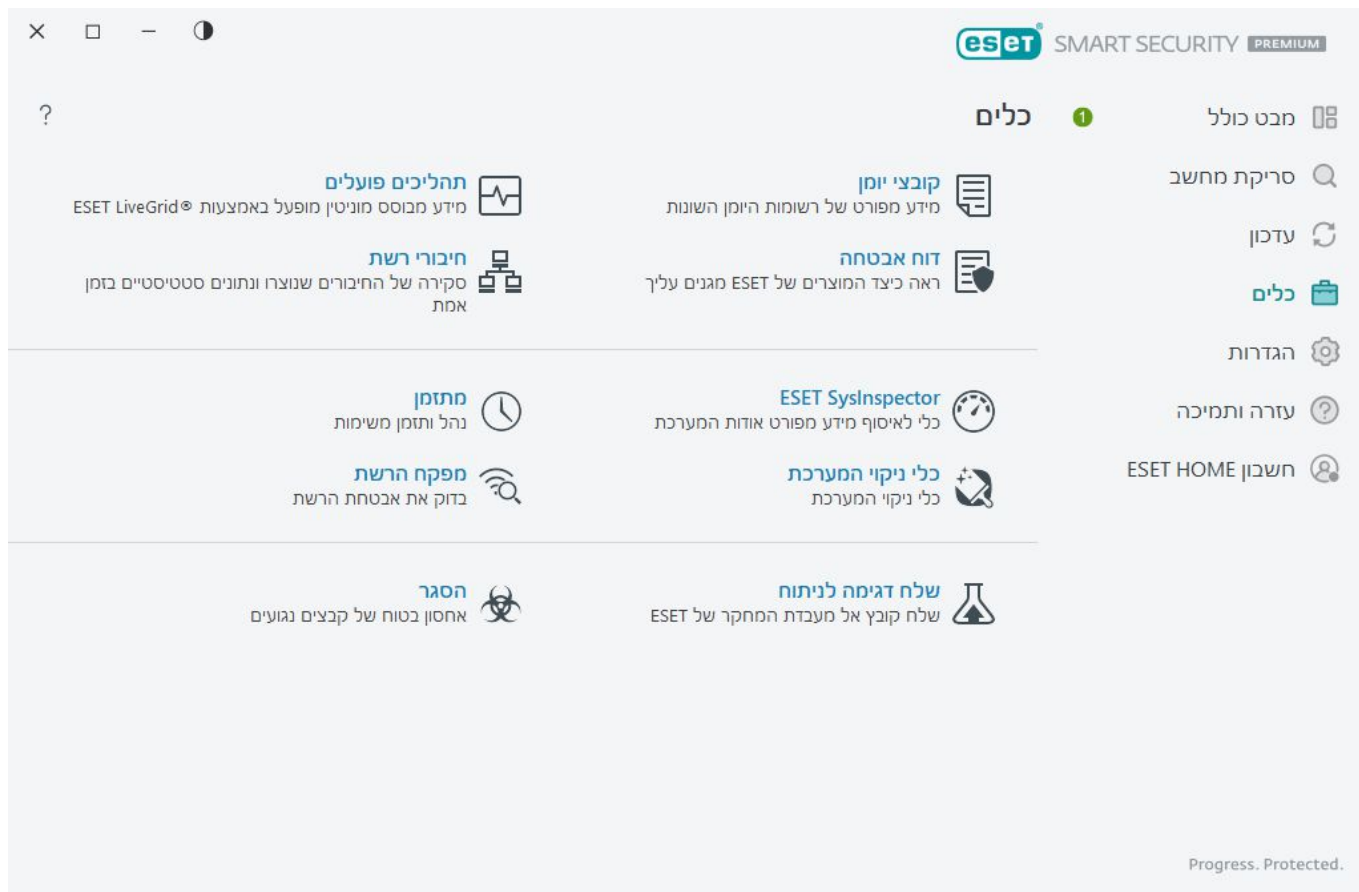 eset® SMART SECURITY PREMIUM
מבט כולל
1
סריקת מחשב
עדכון
כלים
הגדרות
עזרה ותמיכה
חשבון ESET HOME
כלים
?
קובצי יומן
מידע מפורט של רשומות היומן השונות
תהליכים פועלים
מידע מבוסס מוניטין מופעל באמצעות ESET LiveGrid®
דוח אבטחה
ראה כיצד המוצרים של ESET מגנים עליך
חיבורי רשת
סקירה של החיבורים שנוצרו ונתונים סטטיסטיים בזמן
אמת
ESET SysInspector
כלי לאיסוף מידע מפורט אודות המערכת
מתזמן
נהל ותזמן משימות
כלי ניקוי המערכת
כלי ניקוי המערכת
מפקח הרשת
בדוק את אבטחת הרשת
שלח דגימה לניתוח
שלח קובץ אל מעבדת המחקר של ESET
הסגר
אחסון בטוח של קבצים נגועים
Progress. Protected.